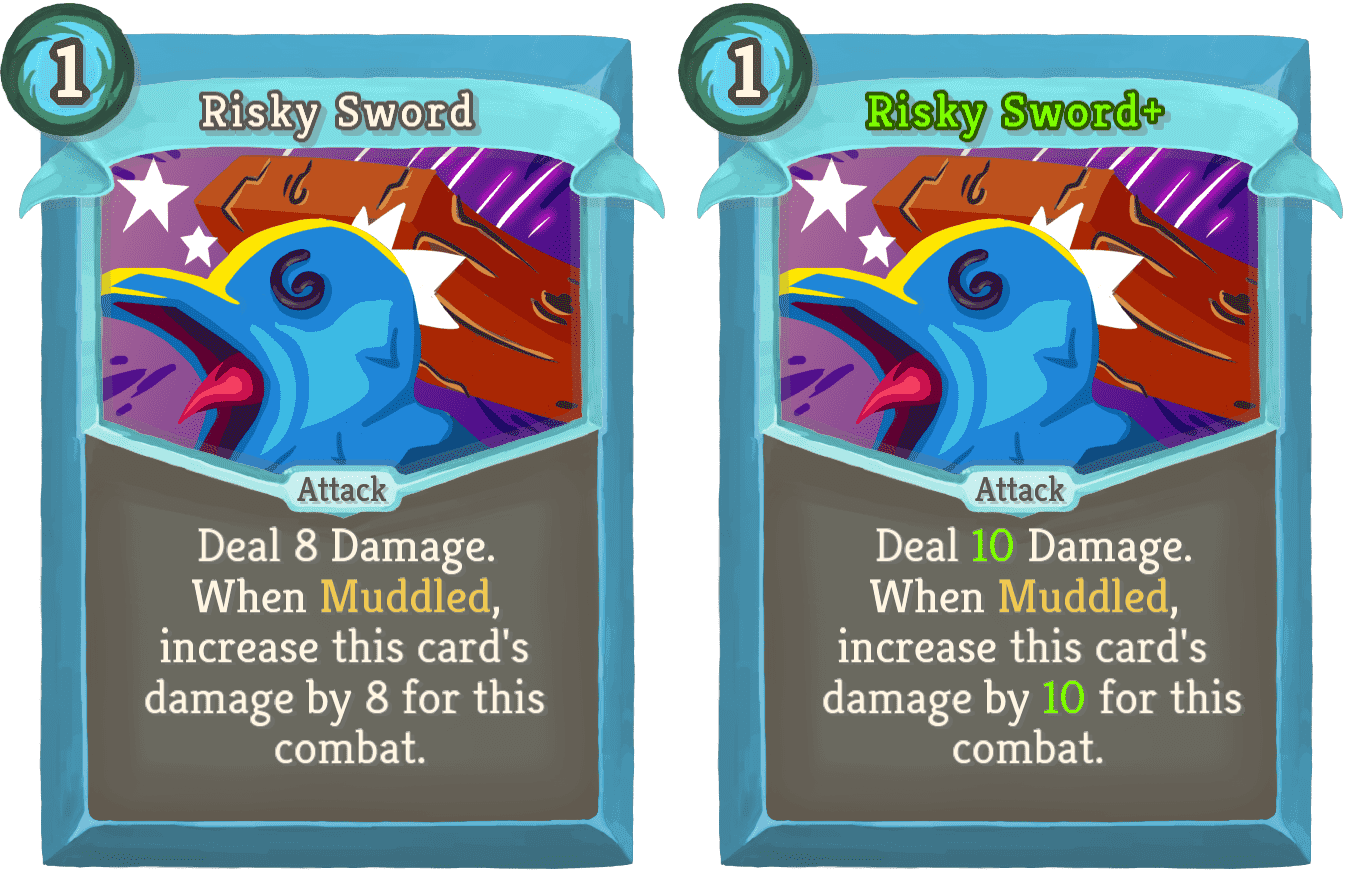 1
Risky Sword
Attack
Deal 8 Damage.
When Muddled,
increase this card's
damage by 8 for this
combat.
1
Risky Sword+
Attack
Deal 10 Damage.
When Muddled,
increase this card's
damage by 10 for this
combat.